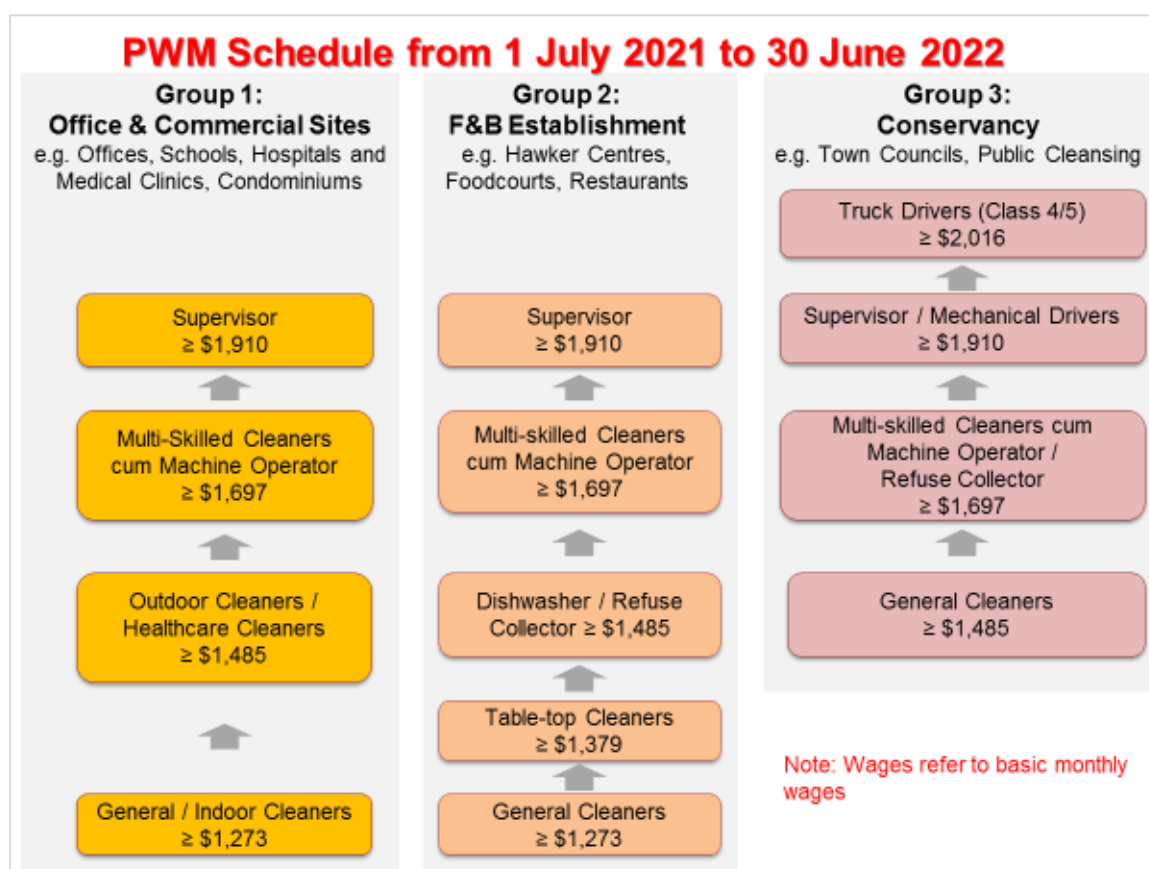 PWM Schedule from 1 July 2021 to 30 June 2022
Group 1:
Office & Commercial Sites
e.g. Offices, Schools, Hospitals and
Medical Clinics, Condominiums
Supervisor
≥ $1,910
Multi-Skilled Cleaners
cum Machine Operator
≥ $1,697
Outdoor Cleaners /
Healthcare Cleaners
≥ $1,485
General / Indoor Cleaners
≥ $1,273
Group 2:
F&B Establishment
e.g. Hawker Centres,
Foodcourts, Restaurants
Supervisor
≥ $1,910
Multi-skilled Cleaners
cum Machine Operator
≥ $1,697
Dishwasher / Refuse
Collector ≥ $1,485
Table-top Cleaners
≥ $1,379
General Cleaners
≥ $1,273
Group 3:
Conservancy
e.g. Town Councils, Public Cleansing
Truck Drivers (Class 4/5)
≥ $2,016
Supervisor / Mechanical Drivers
≥ $1,910
Multi-skilled Cleaners cum
Machine Operator /
Refuse Collector
≥ $1,697
General Cleaners
≥ $1,485
Note: Wages refer to basic monthly
wages